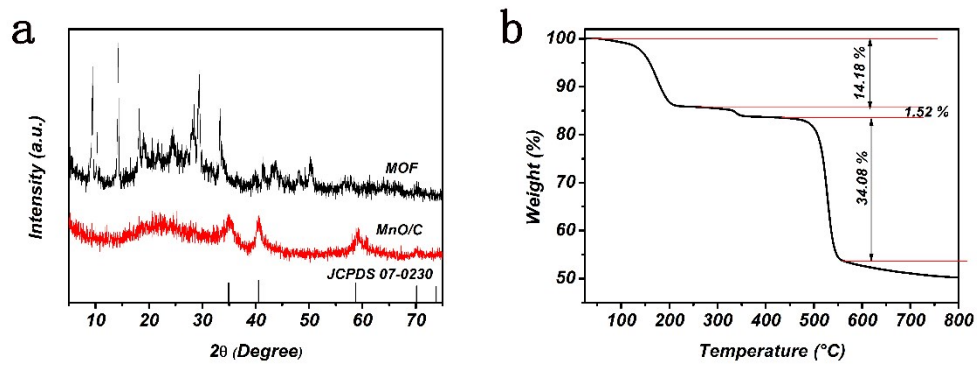 a
Intensity (a.u.)
MOF
MnO/C
JCPDS 07-0230
10 20 30 40 50 60 70
2θ (Degree)
b
Weight (%)
100
90
80
70
60
50
14.18 %
1.52 %
34.08 %
100 200 300 400 500 600 700 800
Temperature (°C)